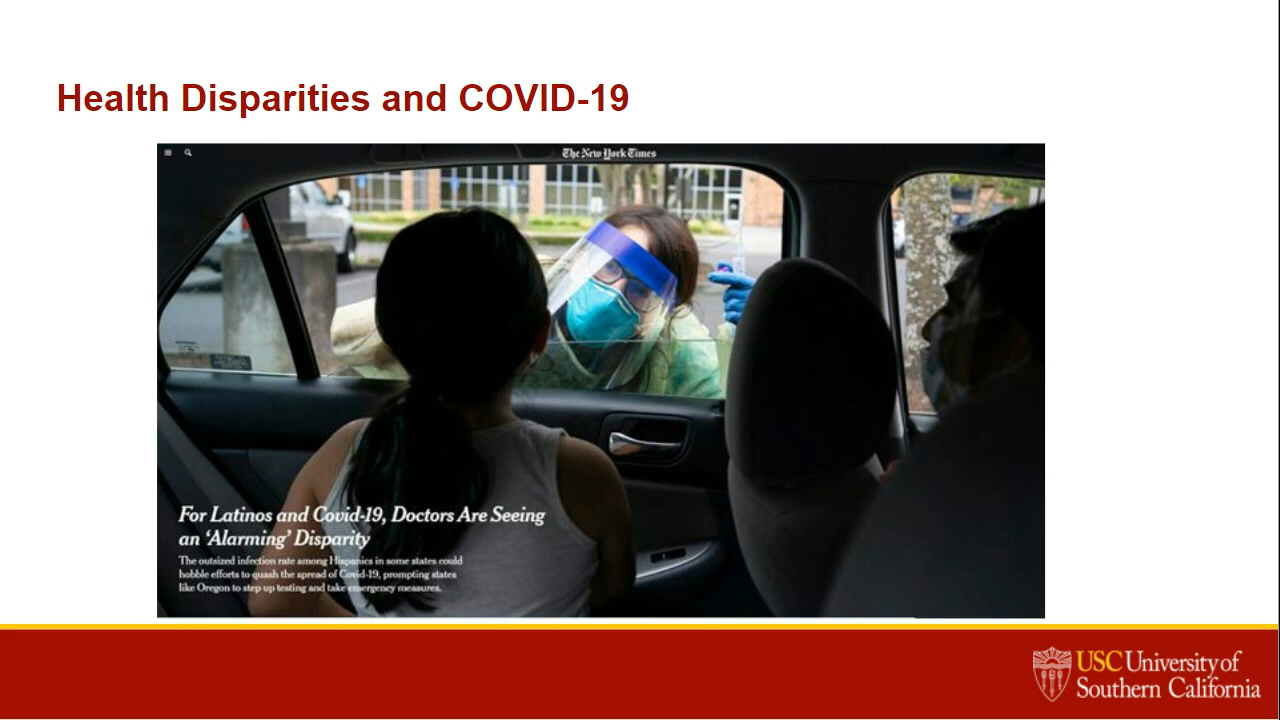 Health Disparities and COVID-19
The New York Times
For Latinos and Covid-19, Doctors Are Seeing
an ‘Alarming’ Disparity
The outsized infection rate among Hispanics in some states could
hobble efforts to quash the spread of Covid-19, prompting states
like Oregon to step up testing and take emergency measures.
USC University of
Southern California